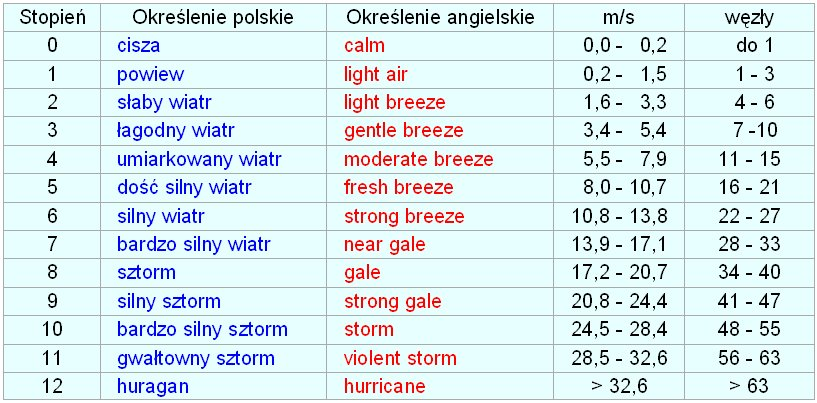 Stopień Określenie polskie Określenie angielskie m/s węzły
0 cisza calm 0,0 - 0,2 do 1
1 powiew light air 0,2 - 1,5 1 - 3
2 słaby wiatr light breeze 1,6 - 3,3 4 - 6
3 łagodny wiatr gentle breeze 3,4 - 5,4 7 -10
4 umiarkowany wiatr moderate breeze 5,5 - 7,9 11 - 15
5 dość silny wiatr fresh breeze 8,0 - 10,7 16 - 21
6 silny wiatr strong breeze 10,8 - 13,8 22 - 27
7 bardzo silny wiatr near gale 13,9 - 17,1 28 - 33
8 sztorm gale 17,2 - 20,7 34 - 40
9 silny sztorm strong gale 20,8 - 24,4 41 - 47
10 bardzo silny sztorm storm 24,5 - 28,4 48 - 55
11 gwałtowny sztorm violent storm 28,5 - 32,6 56 - 63
12 huragan hurricane > 32,6 > 63